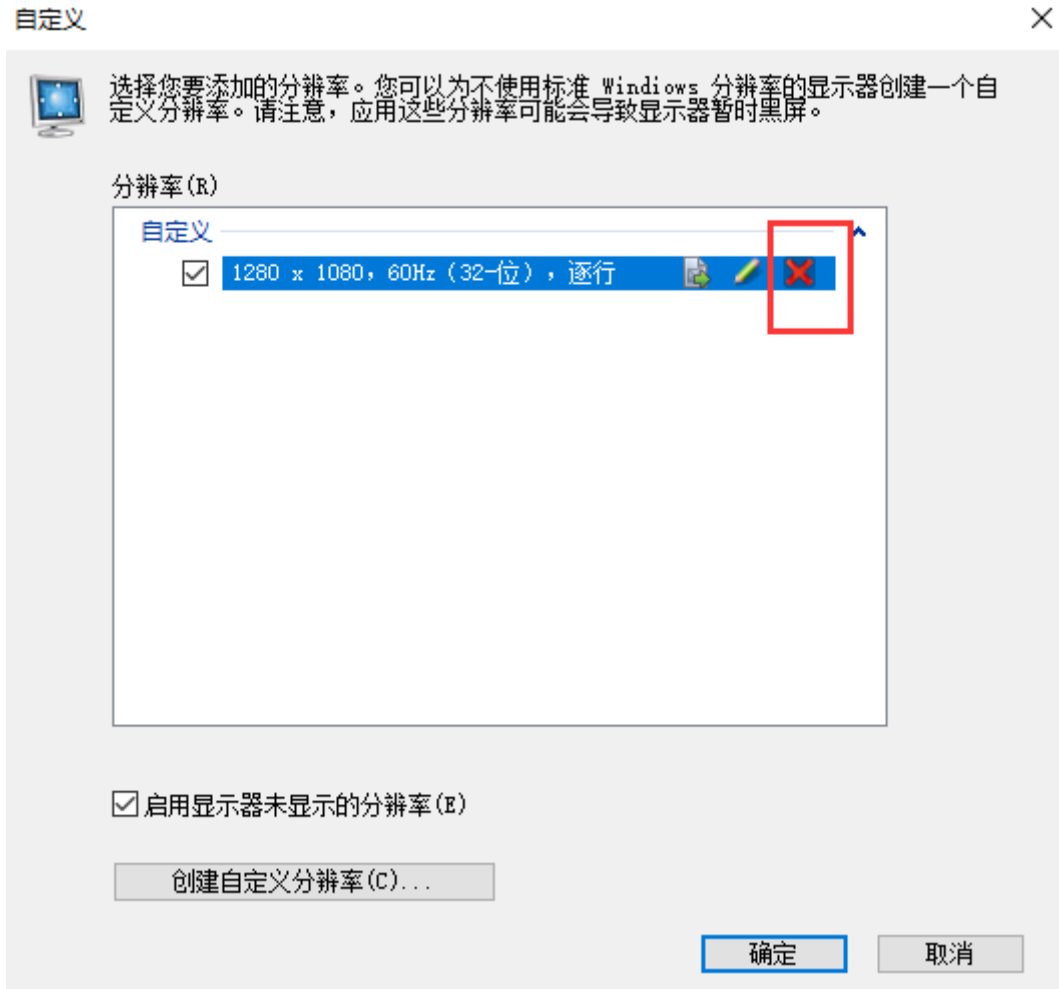 自定义
选择您要添加的分辨率。您可以为不使用标准 Windiows 分辨率的显示器创建一个自
定义分辨率。请注意，应用这些分辨率可能会导致显示器暂时黑屏。
分辨率(R)
自定义
1280 x 1080，60Hz（32-位），逐行
启用显示器未显示的分辨率(E)
创建自定义分辨率(C)...
确定
取消